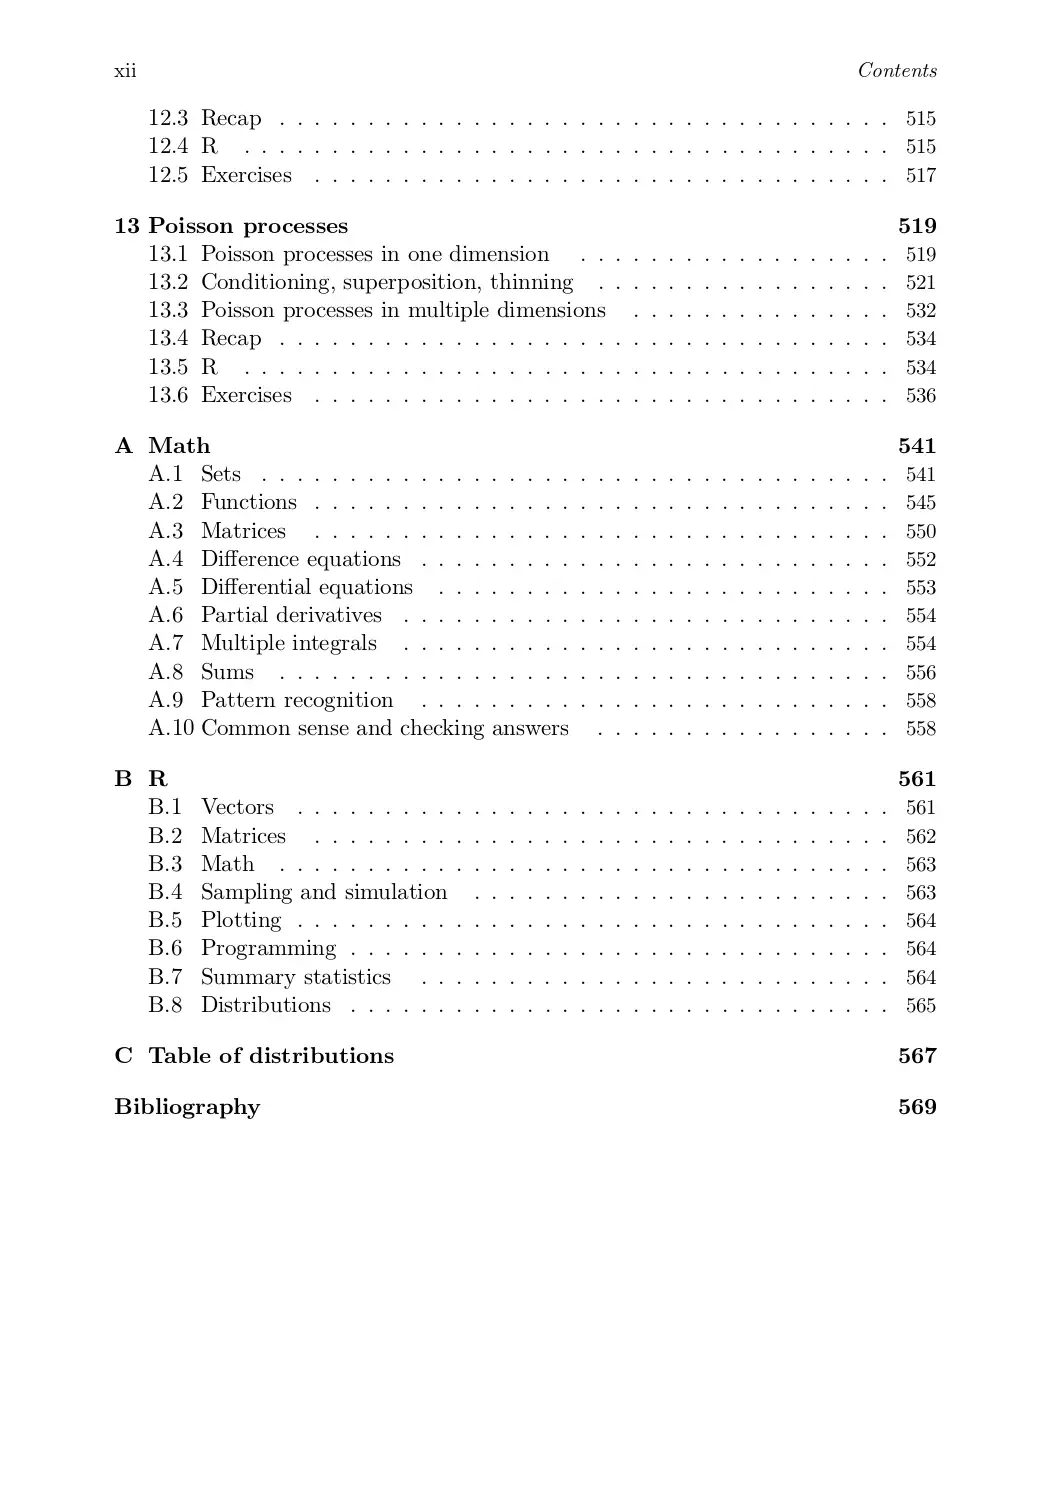 xii Contents
12.3 Recap . . . . . . . . . . . . . . . . . . . . . . . . . . . . . . . . . . . 515
12.4 R . . . . . . . . . . . . . . . . . . . . . . . . . . . . . . . . . . . . . 515
12.5 Exercises . . . . . . . . . . . . . . . . . . . . . . . . . . . . . . . . . 517
13 Poisson processes 519
13.1 Poisson processes in one dimension . . . . . . . . . . . . . . . . . . 519
13.2 Conditioning, superposition, thinning . . . . . . . . . . . . . . . . . 521
13.3 Poisson processes in multiple dimensions . . . . . . . . . . . . . . . 532
13.4 Recap . . . . . . . . . . . . . . . . . . . . . . . . . . . . . . . . . . . 534
13.5 R . . . . . . . . . . . . . . . . . . . . . . . . . . . . . . . . . . . . . 534
13.6 Exercises . . . . . . . . . . . . . . . . . . . . . . . . . . . . . . . . . 536
A Math 541
A.1 Sets . . . . . . . . . . . . . . . . . . . . . . . . . . . . . . . . . . . . 541
A.2 Functions . . . . . . . . . . . . . . . . . . . . . . . . . . . . . . . . . 545
A.3 Matrices . . . . . . . . . . . . . . . . . . . . . . . . . . . . . . . . . 550
A.4 Difference equations . . . . . . . . . . . . . . . . . . . . . . . . . . . 552
A.5 Differential equations . . . . . . . . . . . . . . . . . . . . . . . . . . 553
A.6 Partial derivatives . . . . . . . . . . . . . . . . . . . . . . . . . . . . 554
A.7 Multiple integrals . . . . . . . . . . . . . . . . . . . . . . . . . . . . 554
A.8 Sums . . . . . . . . . . . . . . . . . . . . . . . . . . . . . . . . . . . 556
A.9 Pattern recognition . . . . . . . . . . . . . . . . . . . . . . . . . . . 558
A.10 Common sense and checking answers . . . . . . . . . . . . . . . . . 558
B R 561
B.1 Vectors . . . . . . . . . . . . . . . . . . . . . . . . . . . . . . . . . . 561
B.2 Matrices . . . . . . . . . . . . . . . . . . . . . . . . . . . . . . . . . 562
B.3 Math . . . . . . . . . . . . . . . . . . . . . . . . . . . . . . . . . . . 563
B.4 Sampling and simulation . . . . . . . . . . . . . . . . . . . . . . . . 563
B.5 Plotting . . . . . . . . . . . . . . . . . . . . . . . . . . . . . . . . . . 564
B.6 Programming . . . . . . . . . . . . . . . . . . . . . . . . . . . . . . . 564
B.7 Summary statistics . . . . . . . . . . . . . . . . . . . . . . . . . . . 564
B.8 Distributions . . . . . . . . . . . . . . . . . . . . . . . . . . . . . . . 565
C Table of distributions 567
Bibliography 569